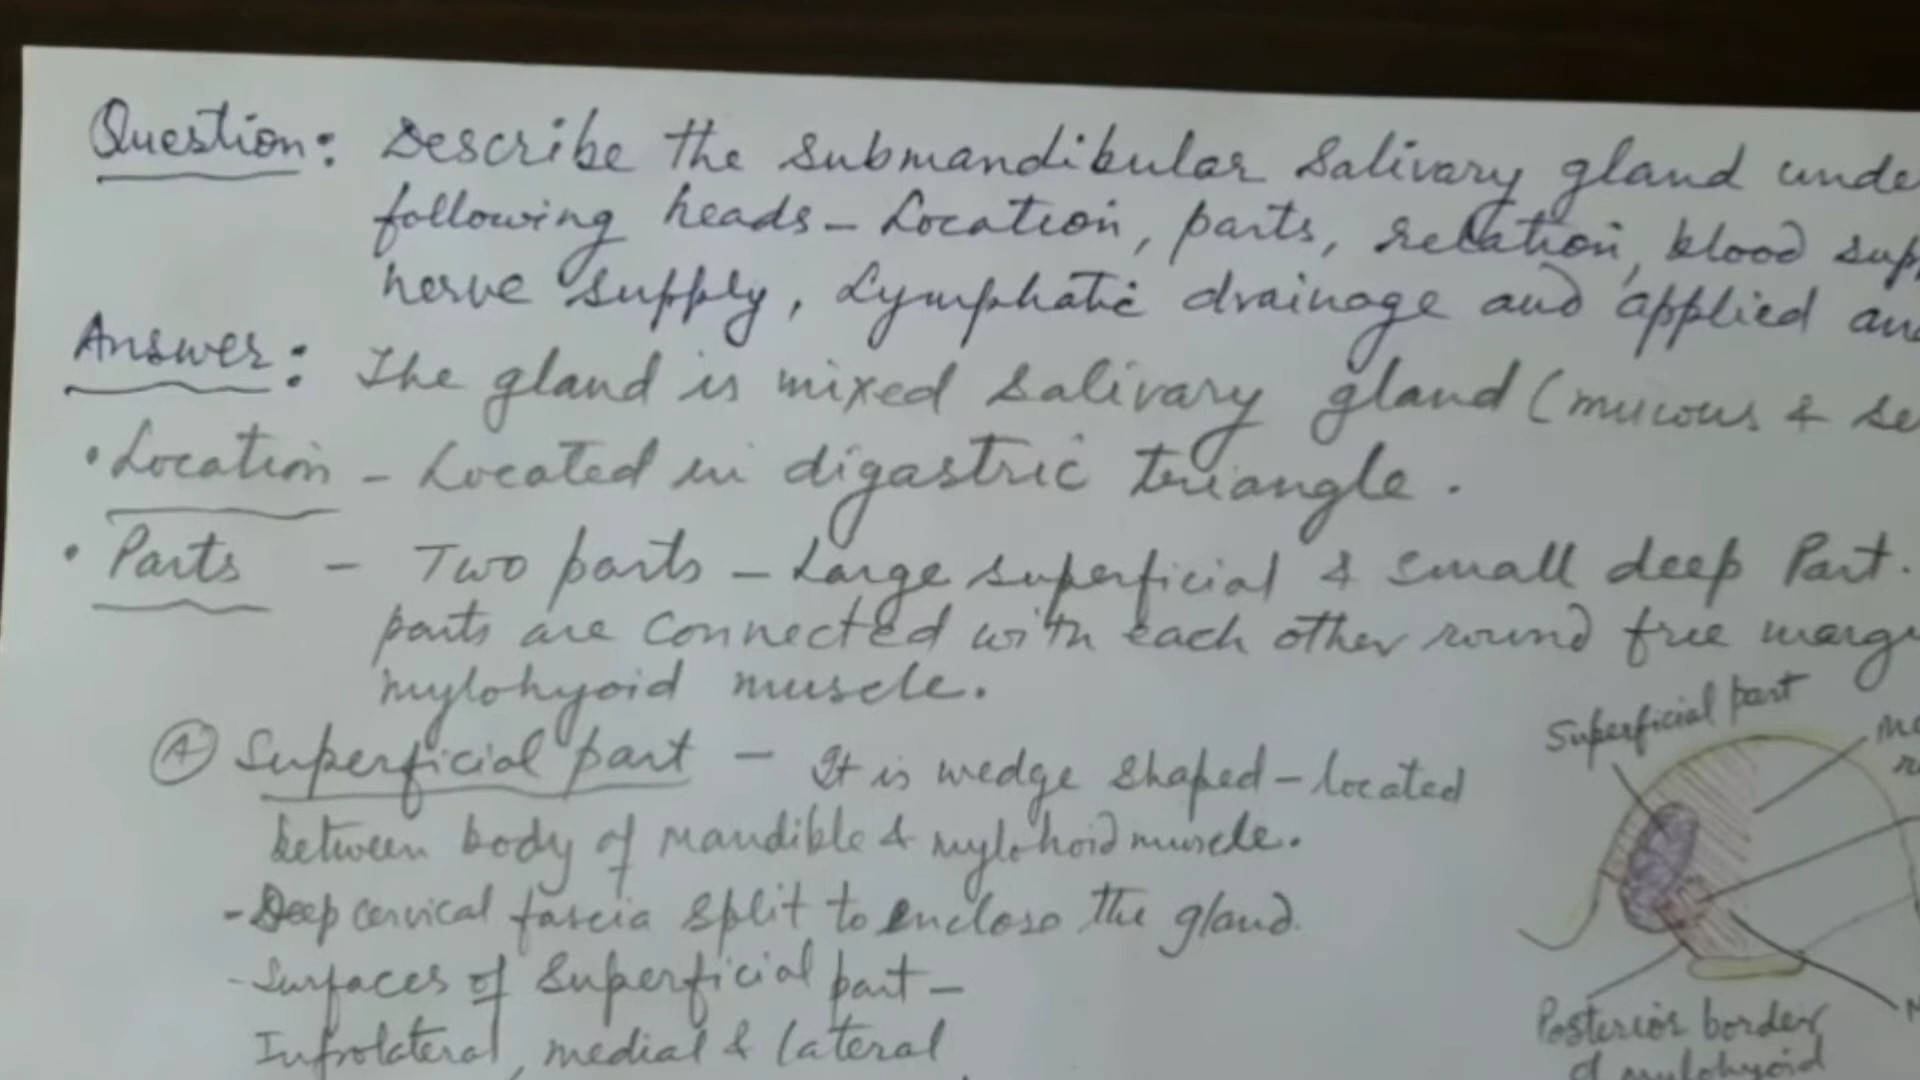 Question: Describe the submandibular salivary gland unde
following heads - Location, parts, relation, blood sup
nerve supply, Lymphatic drainage and applied an
Answer: The gland is mixed salivary gland (mucous & se
• Location - Located in digastric triangle.
• Parts - Two parts - Large superficial & small deep Part.
parts are connected with each other round free marg
mylohyoid muscle.
Superficial part
(A) Superficial part - It is wedge shaped - located
between body of mandible & mylohoid muscle.
- Deep cervical fascia split to enclose the gland.
- Surfaces of superficial part -
Infrolateral, medial & lateral
Posterior border
of mylohyoid